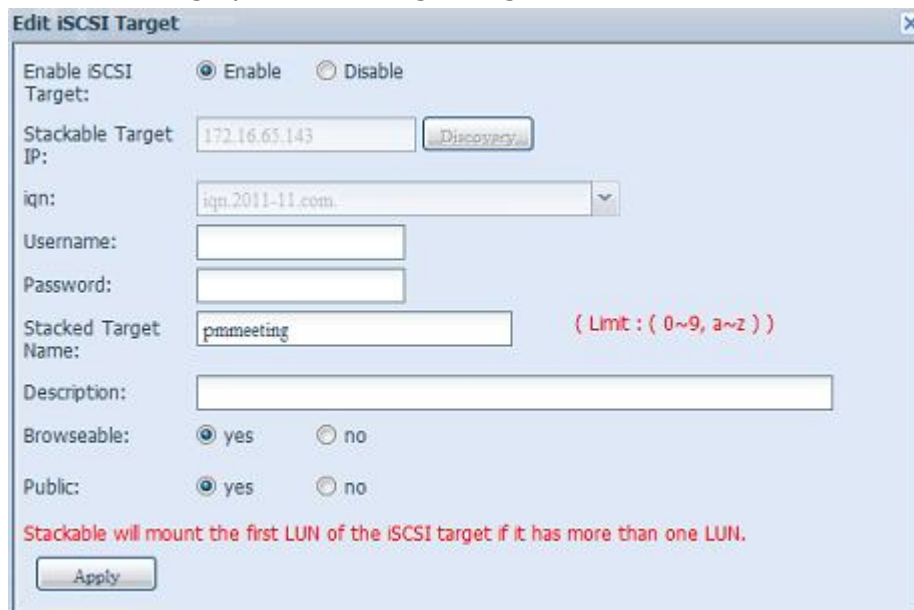 Edit iSCSI Target
Enable iSCSI Target:
Enable
Disable
Stackable Target IP:
172.16.65.143
Discovery
iqn:
iqn.2011-11.com.
Username:
Password:
Stacked Target Name:
pmmeeting
( Limit : ( 0~9, a~z ) )
Description:
Browseable:
yes
no
Public:
yes
no
Stackable will mount the first LUN of the iSCSI target if it has more than one LUN.
Apply